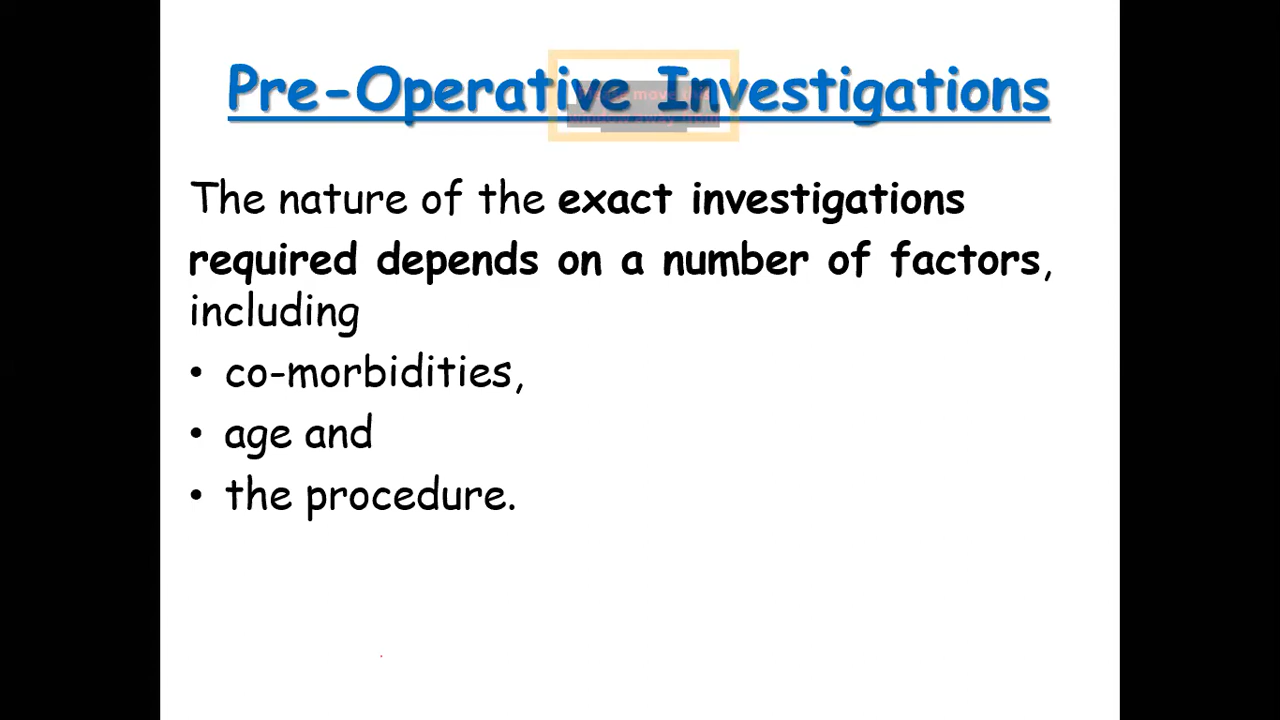 Pre-Operative Investigations
The nature of the exact investigations
required depends on a number of factors,
including
• co-morbidities,
• age and
• the procedure.